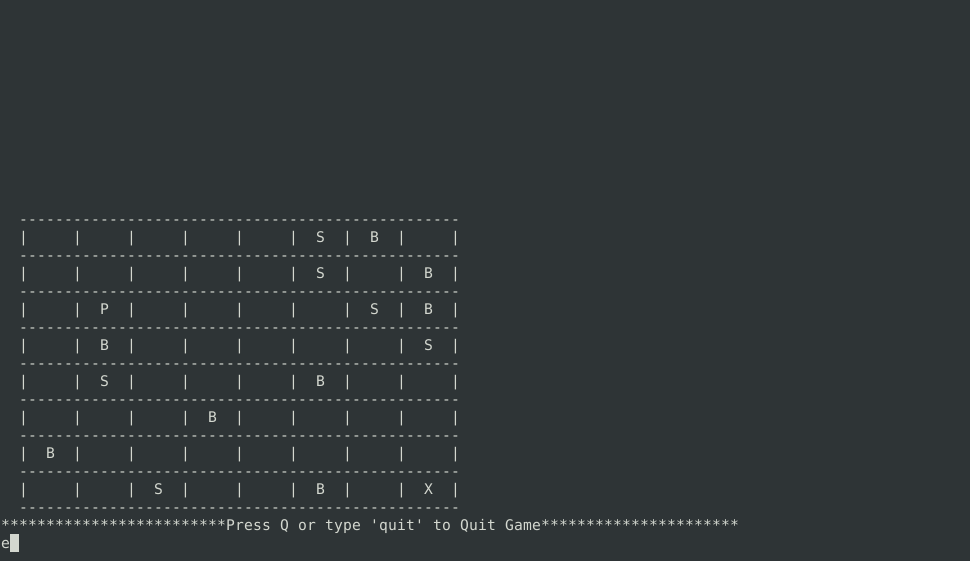 -------------------------------------------------
|     |     |     |     |     |  S  |  B  |     |
-------------------------------------------------
|     |     |     |     |     |  S  |     |  B  |
-------------------------------------------------
|     |  P  |     |     |     |     |  S  |  B  |
-------------------------------------------------
|     |  B  |     |     |     |     |     |  S  |
-------------------------------------------------
|     |  S  |     |     |     |  B  |     |     |
-------------------------------------------------
|     |     |     |  B  |     |     |     |     |
-------------------------------------------------
|  B  |     |     |     |     |     |     |     |
-------------------------------------------------
|     |     |  S  |     |     |  B  |     |  X  |
-------------------------------------------------
*************************Press Q or type 'quit' to Quit Game**********************
e